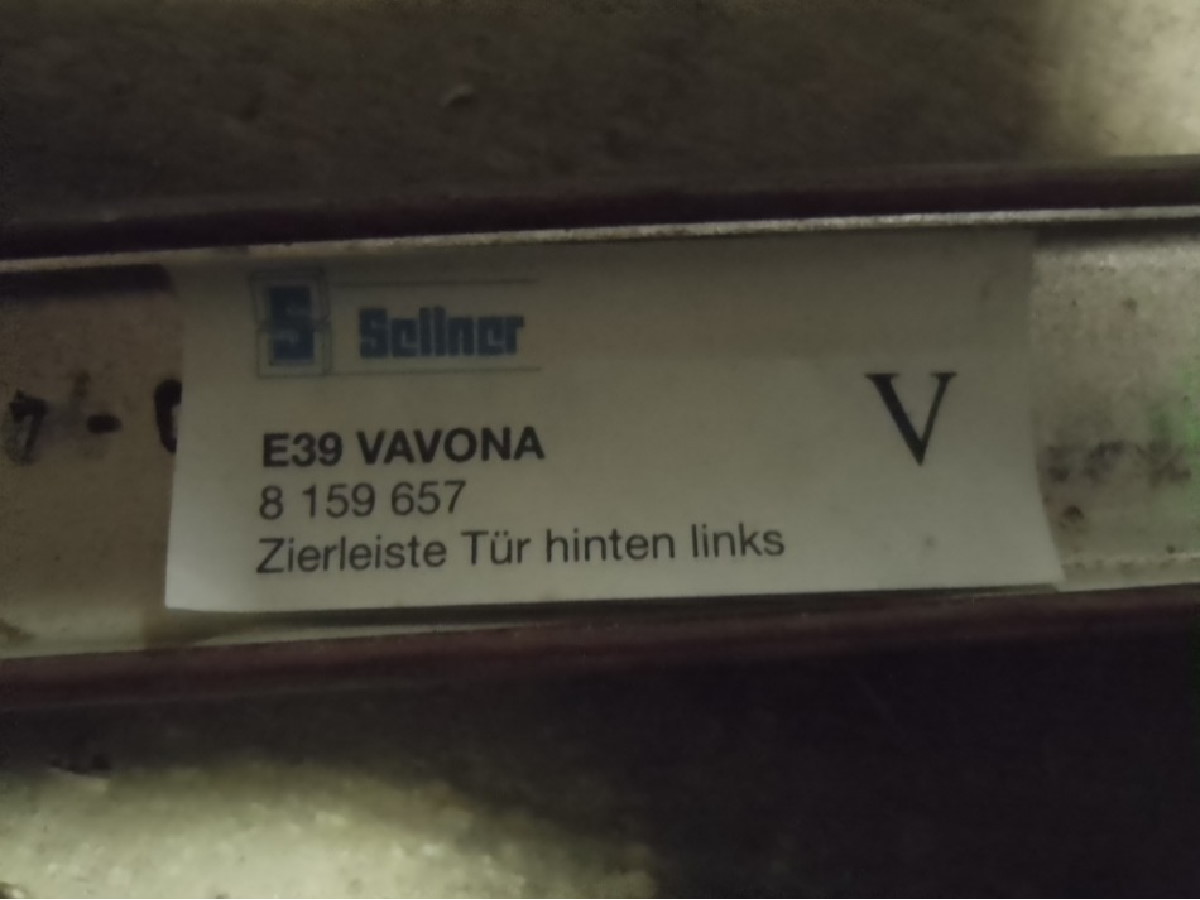 S Sellner
V
E39 VAVONA
8 159 657
Zierleiste Tür hinten links